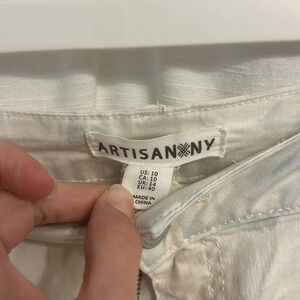 ARTISAN NY
US: 10
CA: 10
UK: 14
EU: 40
MADE IN
CHINA